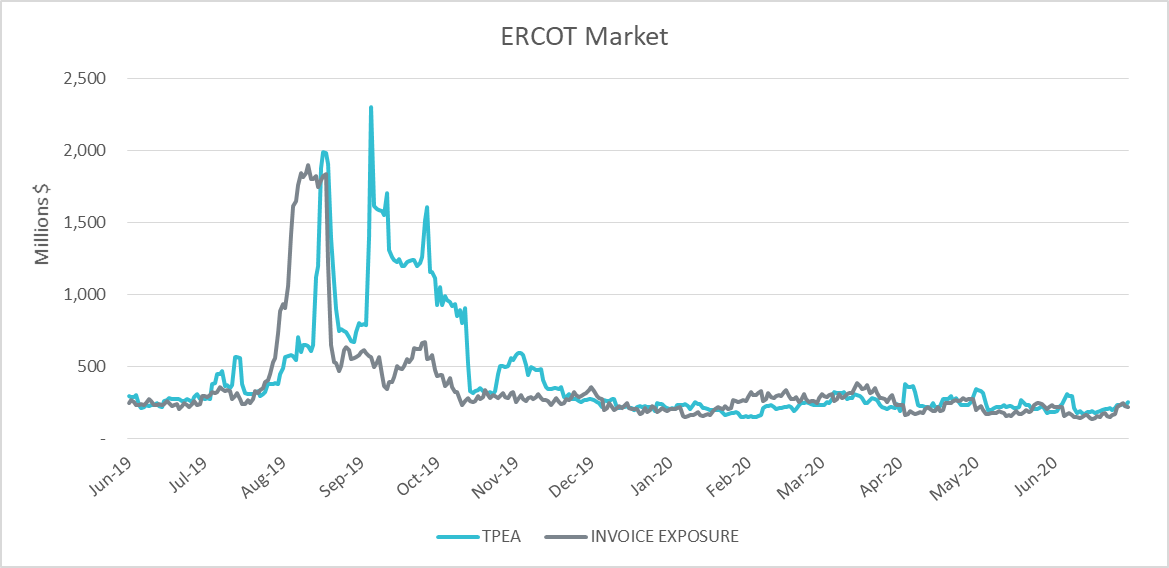 ERCOT Market
Millions $
2,500
2,000
1,500
1,000
500
-
Jun-19
Jul-19
Aug-19
Sep-19
Oct-19
Nov-19
Dec-19
Jan-20
Feb-20
Mar-20
Apr-20
May-20
Jun-20
TPEA
INVOICE EXPOSURE